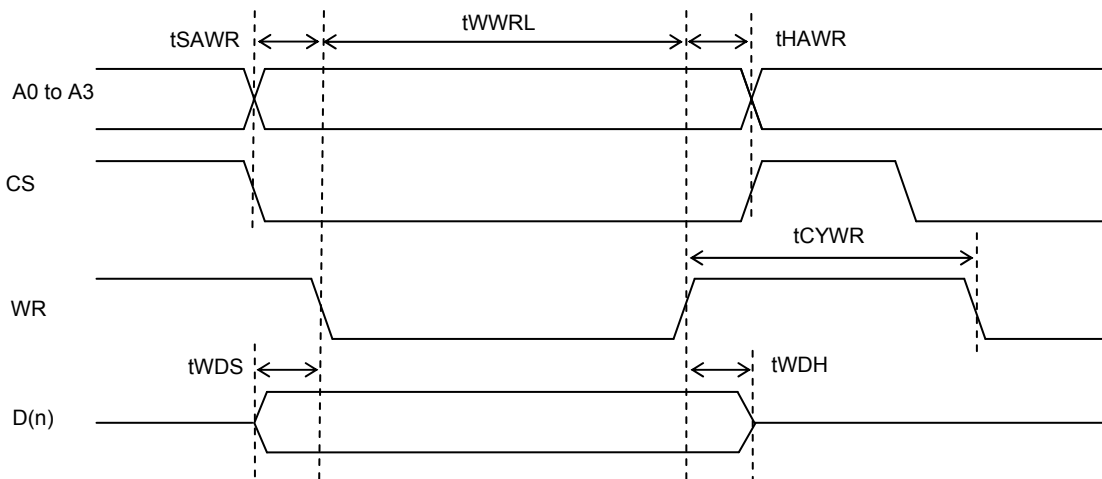 tSAWR
tWWRL
tHAWR
A0 to A3
CS
tCYWR
WR
tWDS
tWDH
D(n)